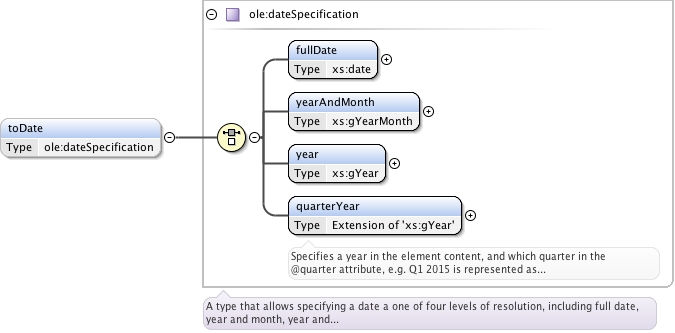 ole:dateSpecification
fullDate
Type xs:date
yearAndMonth
Type xs:gYearMonth
toDate
Type ole:dateSpecification
year
Type xs:gYear
quarterYear
Type Extension of 'xs:gYear'
Specifies a year in the element content, and which quarter in the
@quarter attribute, e.g. Q1 2015 is represented as...
A type that allows specifying a date a one of four levels of resolution, including full date,
year and month, year and...